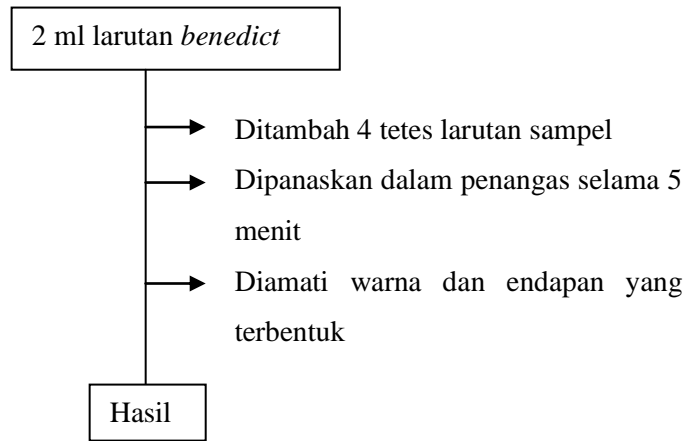 2 ml larutan benedict
Ditambah 4 tetes larutan sampel
Dipanaskan dalam penangas selama 5
menit
Diamati warna dan endapan yang
terbentuk
Hasil